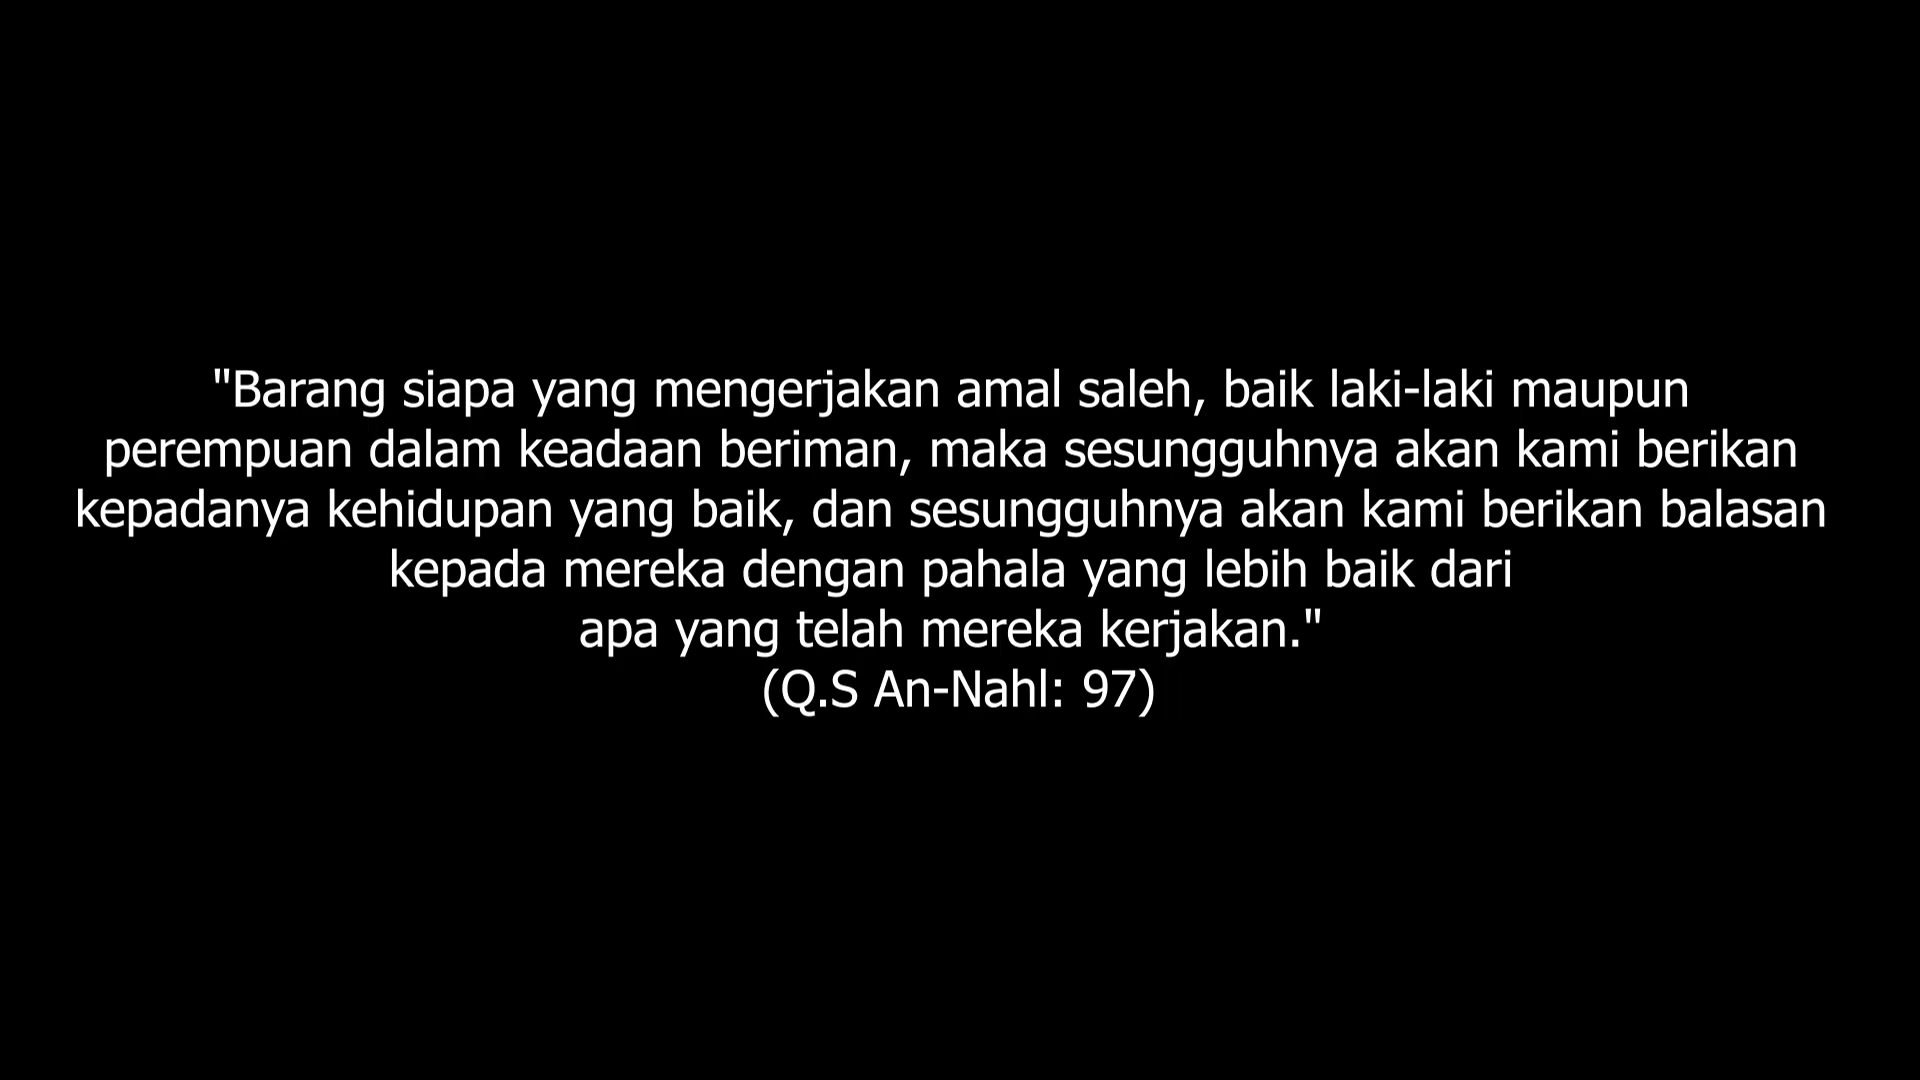 "Barang siapa yang mengerjakan amal saleh, baik laki-laki maupun
perempuan dalam keadaan beriman, maka sesungguhnya akan kami berikan
kepadanya kehidupan yang baik, dan sesungguhnya akan kami berikan balasan
kepada mereka dengan pahala yang lebih baik dari
apa yang telah mereka kerjakan."
(Q.S An-Nahl: 97)